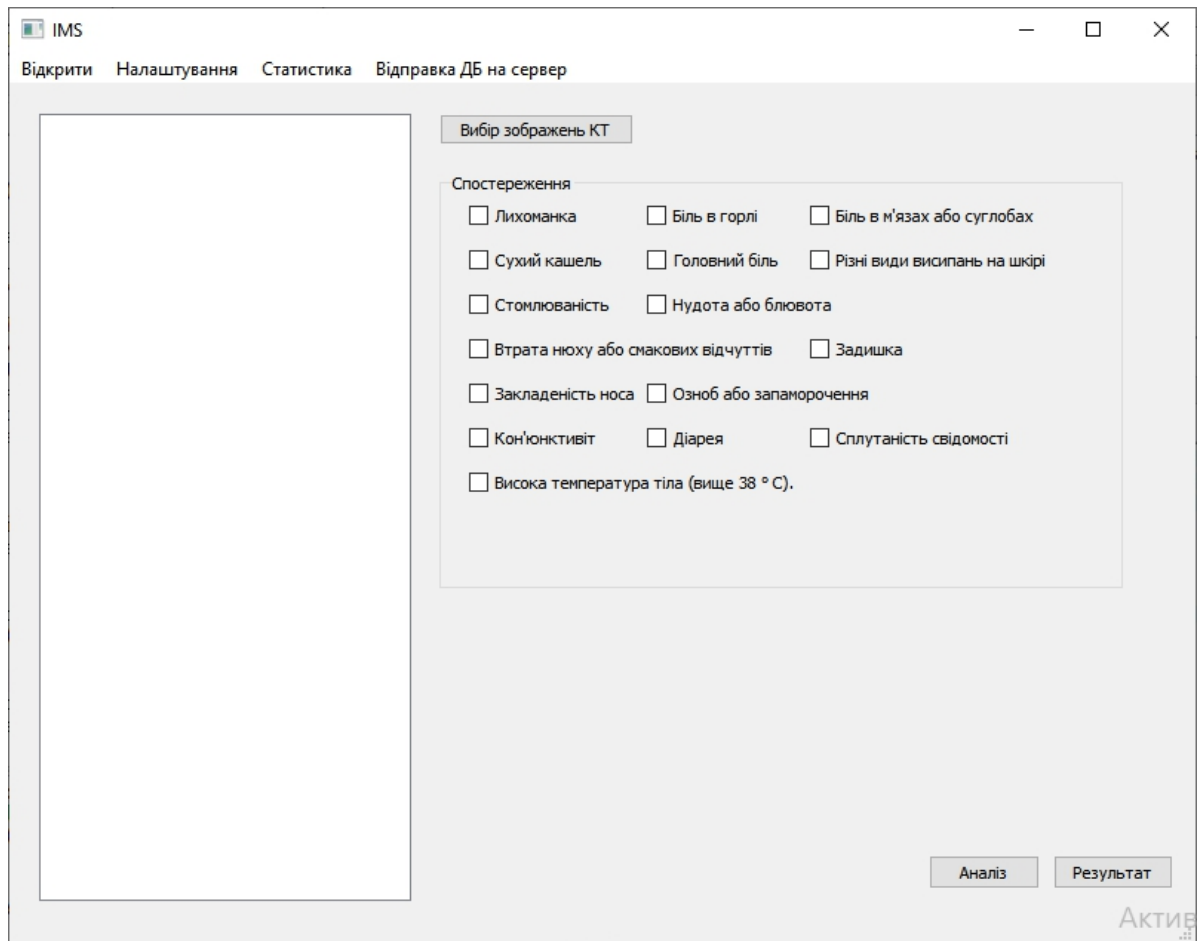 IMS
Відкрити Налаштування Статистика Відправка ДБ на сервер
Вибір зображень КТ
Спостереження
Лихоманка Біль в горлі Біль в м'язах або суглобах
Сухий кашель Головний біль Різні види висипань на шкірі
Стомлюваність Нудота або блювота
Втрата нюху або смакових відчуттів Задишка
Закладеність носа Озноб або запаморочення
Кон'юнктивіт Діарея Сплутаність свідомості
Висока температура тіла (вище 38 ° C).
Аналіз Результат
Актив